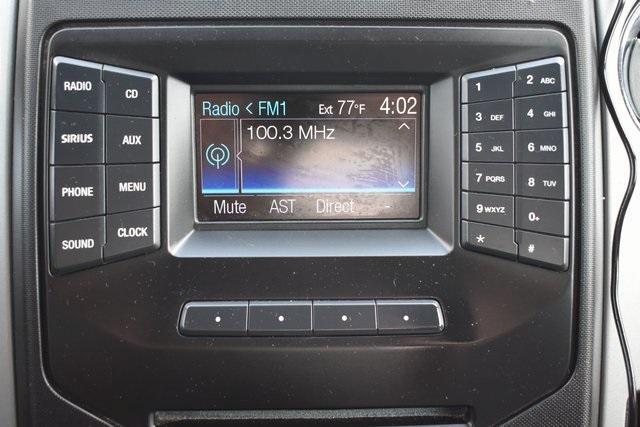 RADIO
CD
SIRIUS
AUX
PHONE
MENU
SOUND
CLOCK
Radio < FM1 Ext 77°F 4:02
100.3 MHz
Mute AST Direct -
1
2 ABC
3 DEF
4 GHI
5 JKL
6 MNO
7 PQRS
8 TUV
9 WXYZ
0+
*
#